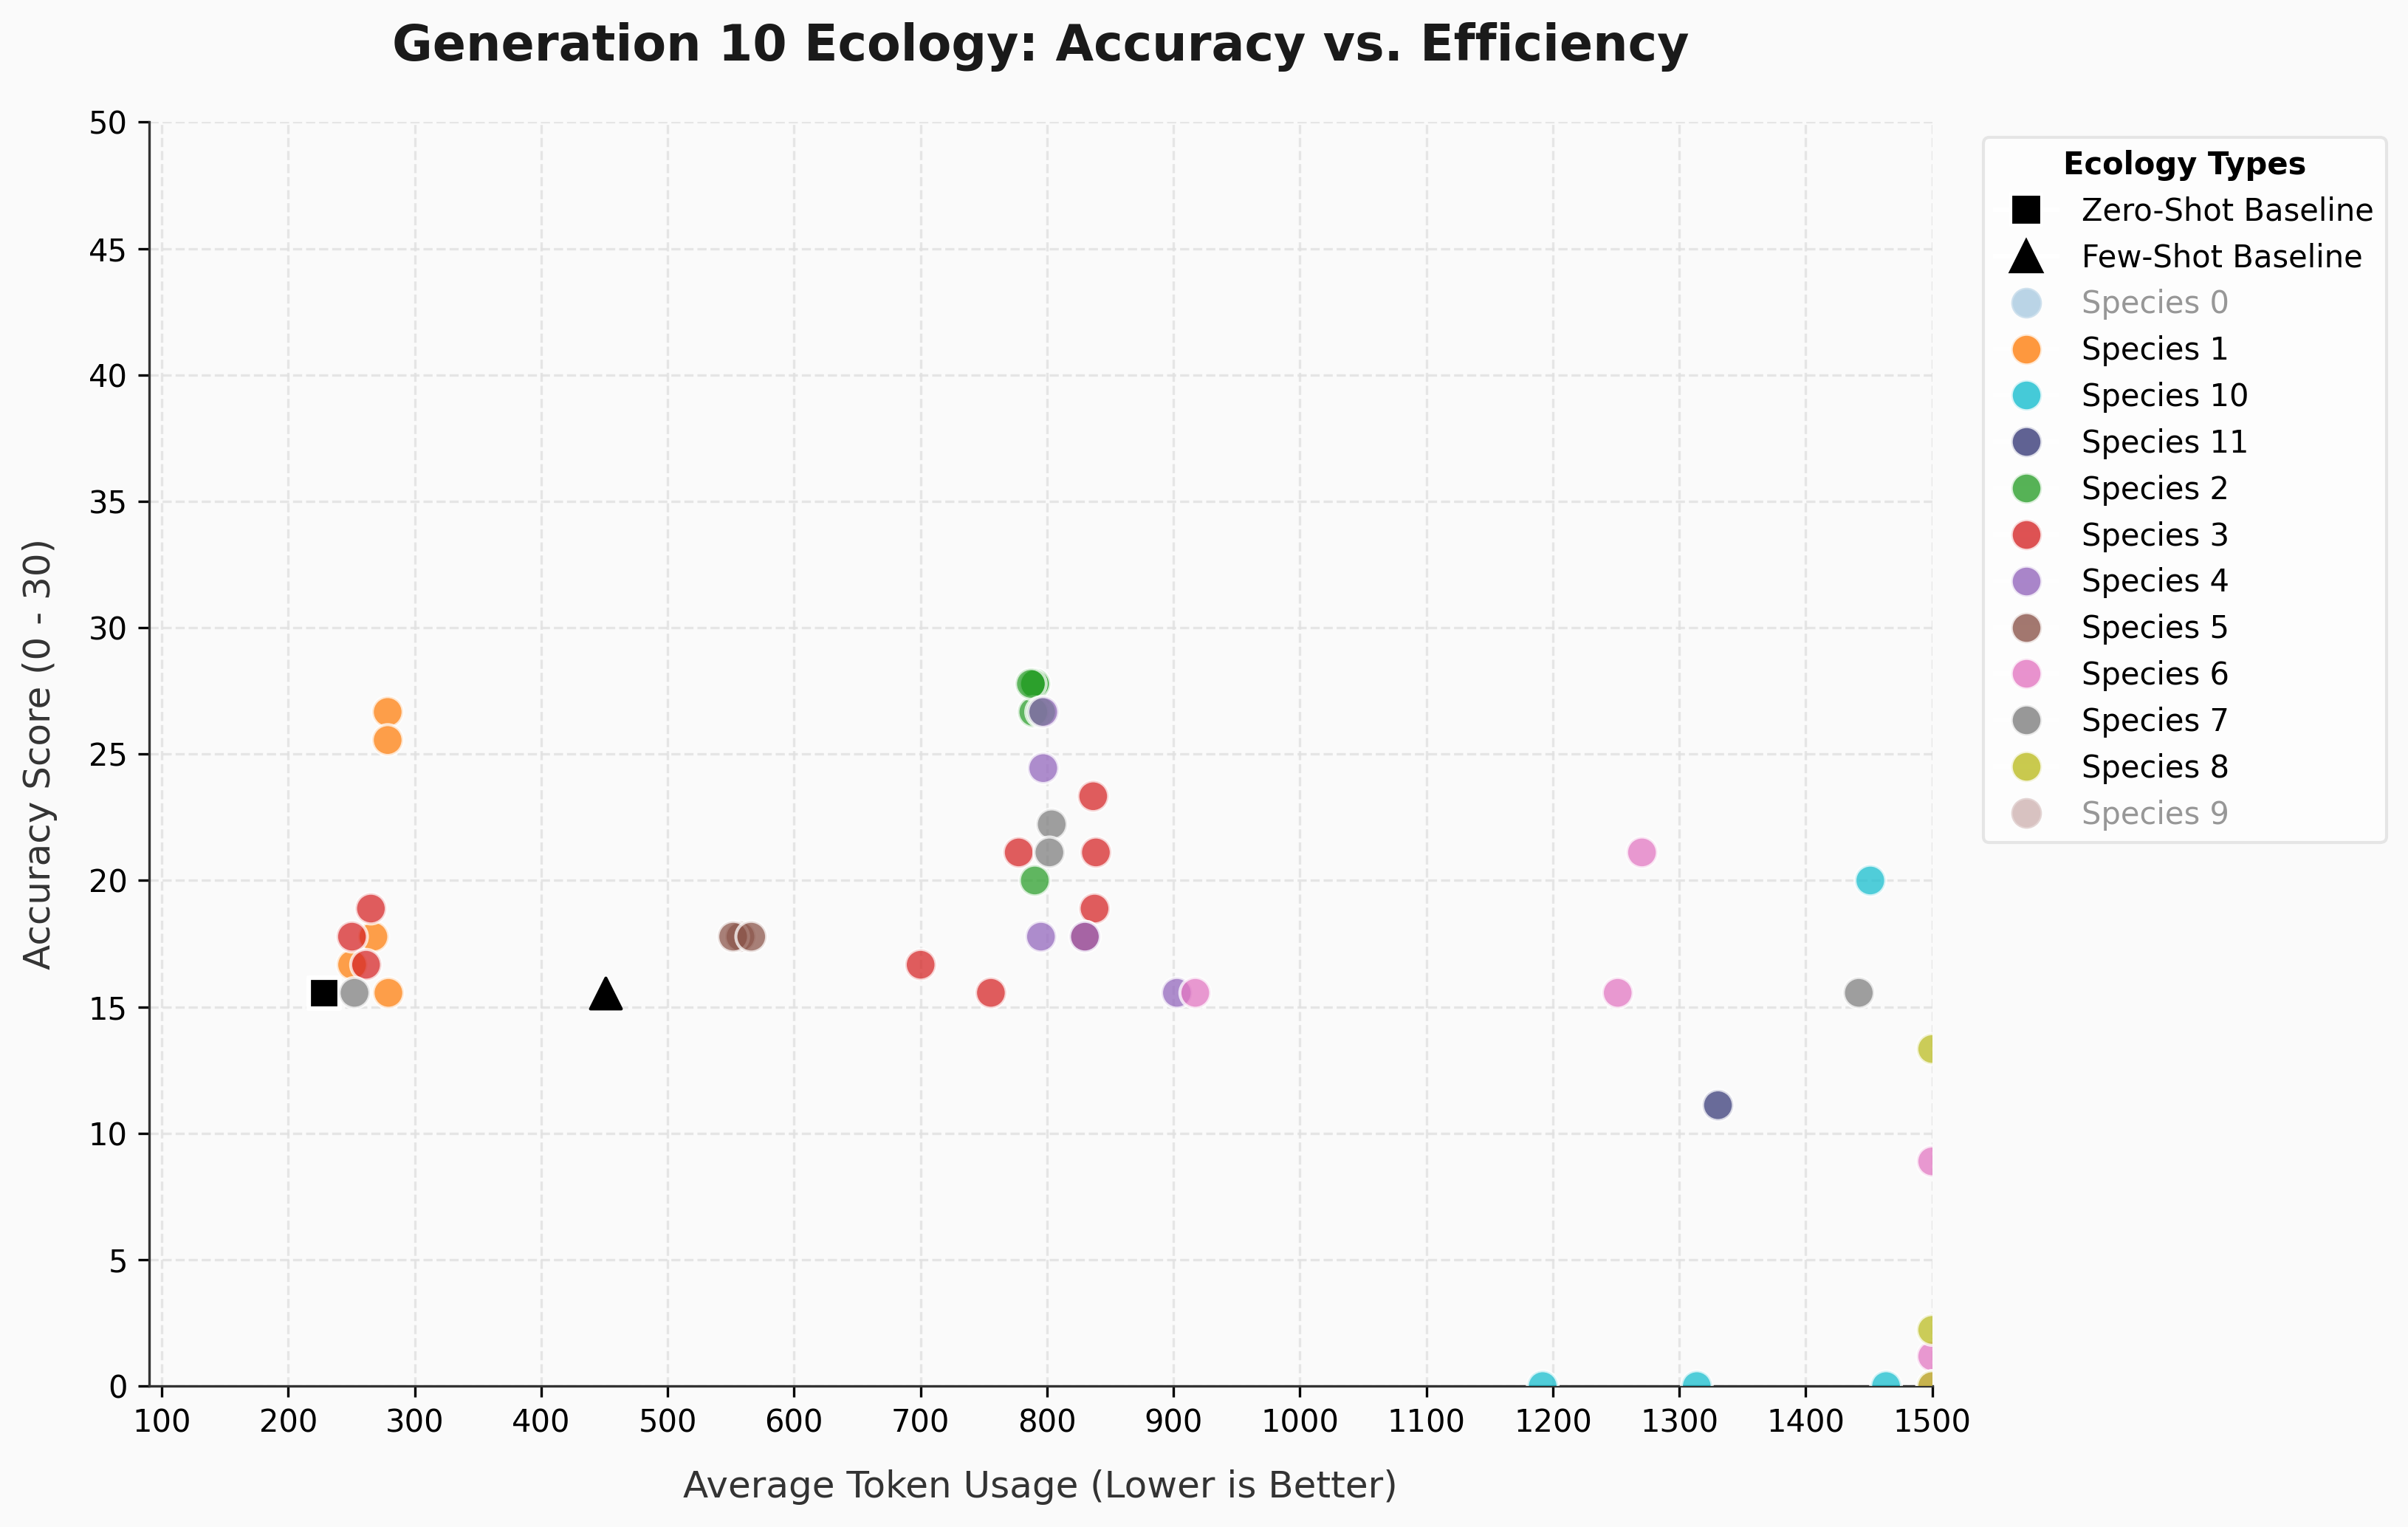 Generation 10 Ecology: Accuracy vs. Efficiency
50
45
40
35
30
25
20
15
10
5
0
Accuracy Score (0 - 30)
100 200 300 400 500 600 700 800 900 1000 1100 1200 1300 1400 1500
Average Token Usage (Lower is Better)
Ecology Types
Zero-Shot Baseline
Few-Shot Baseline
Species 0
Species 1
Species 10
Species 11
Species 2
Species 3
Species 4
Species 5
Species 6
Species 7
Species 8
Species 9